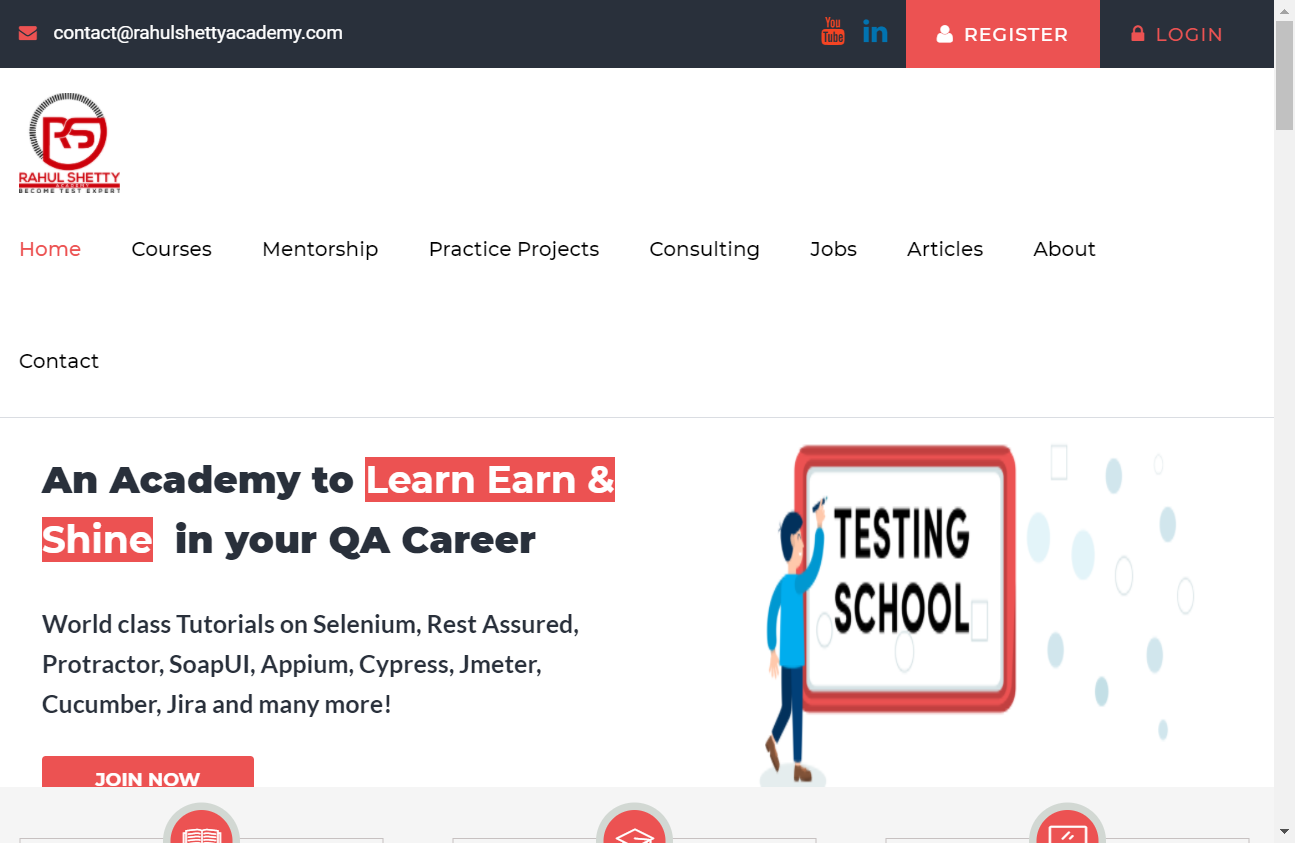 contact@rahulshettyacademy.com
You
Tube
in
REGISTER
LOGIN
RS
RAHUL SHETTY
ACADEMY
BECOME TEST EXPERT
Home
Courses
Mentorship
Practice Projects
Consulting
Jobs
Articles
About
Contact
An Academy to Learn Earn &
Shine in your QA Career
World class Tutorials on Selenium, Rest Assured,
Protractor, SoapUI, Appium, Cypress, Jmeter,
Cucumber, Jira and many more!
JOIN NOW
TESTING
SCHOOL